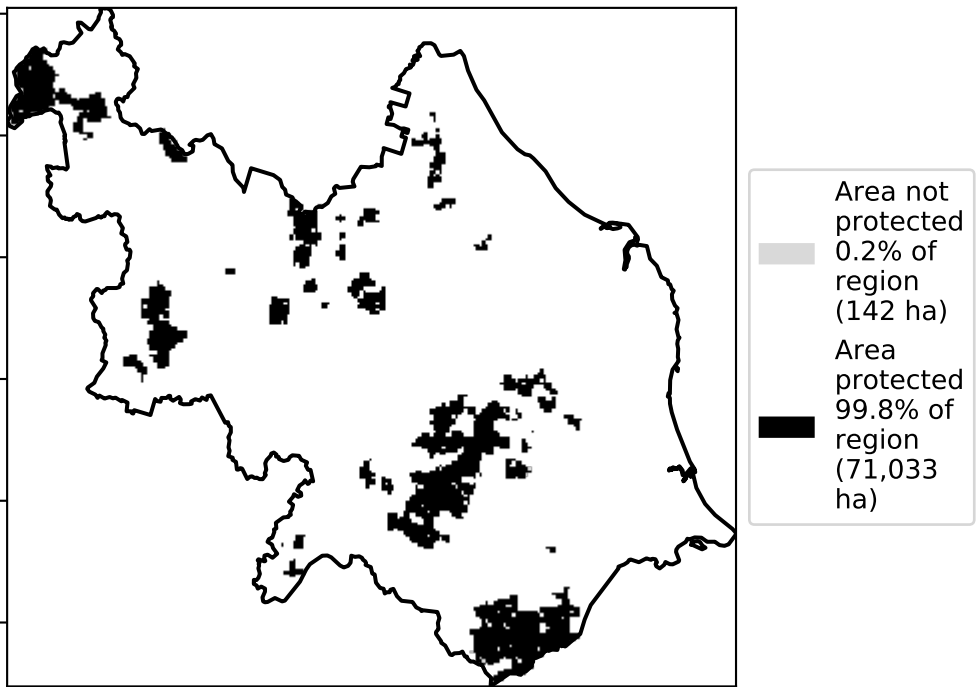 Area not
protected
0.2% of
region
(142 ha)
Area
protected
99.8% of
region
(71,033
ha)